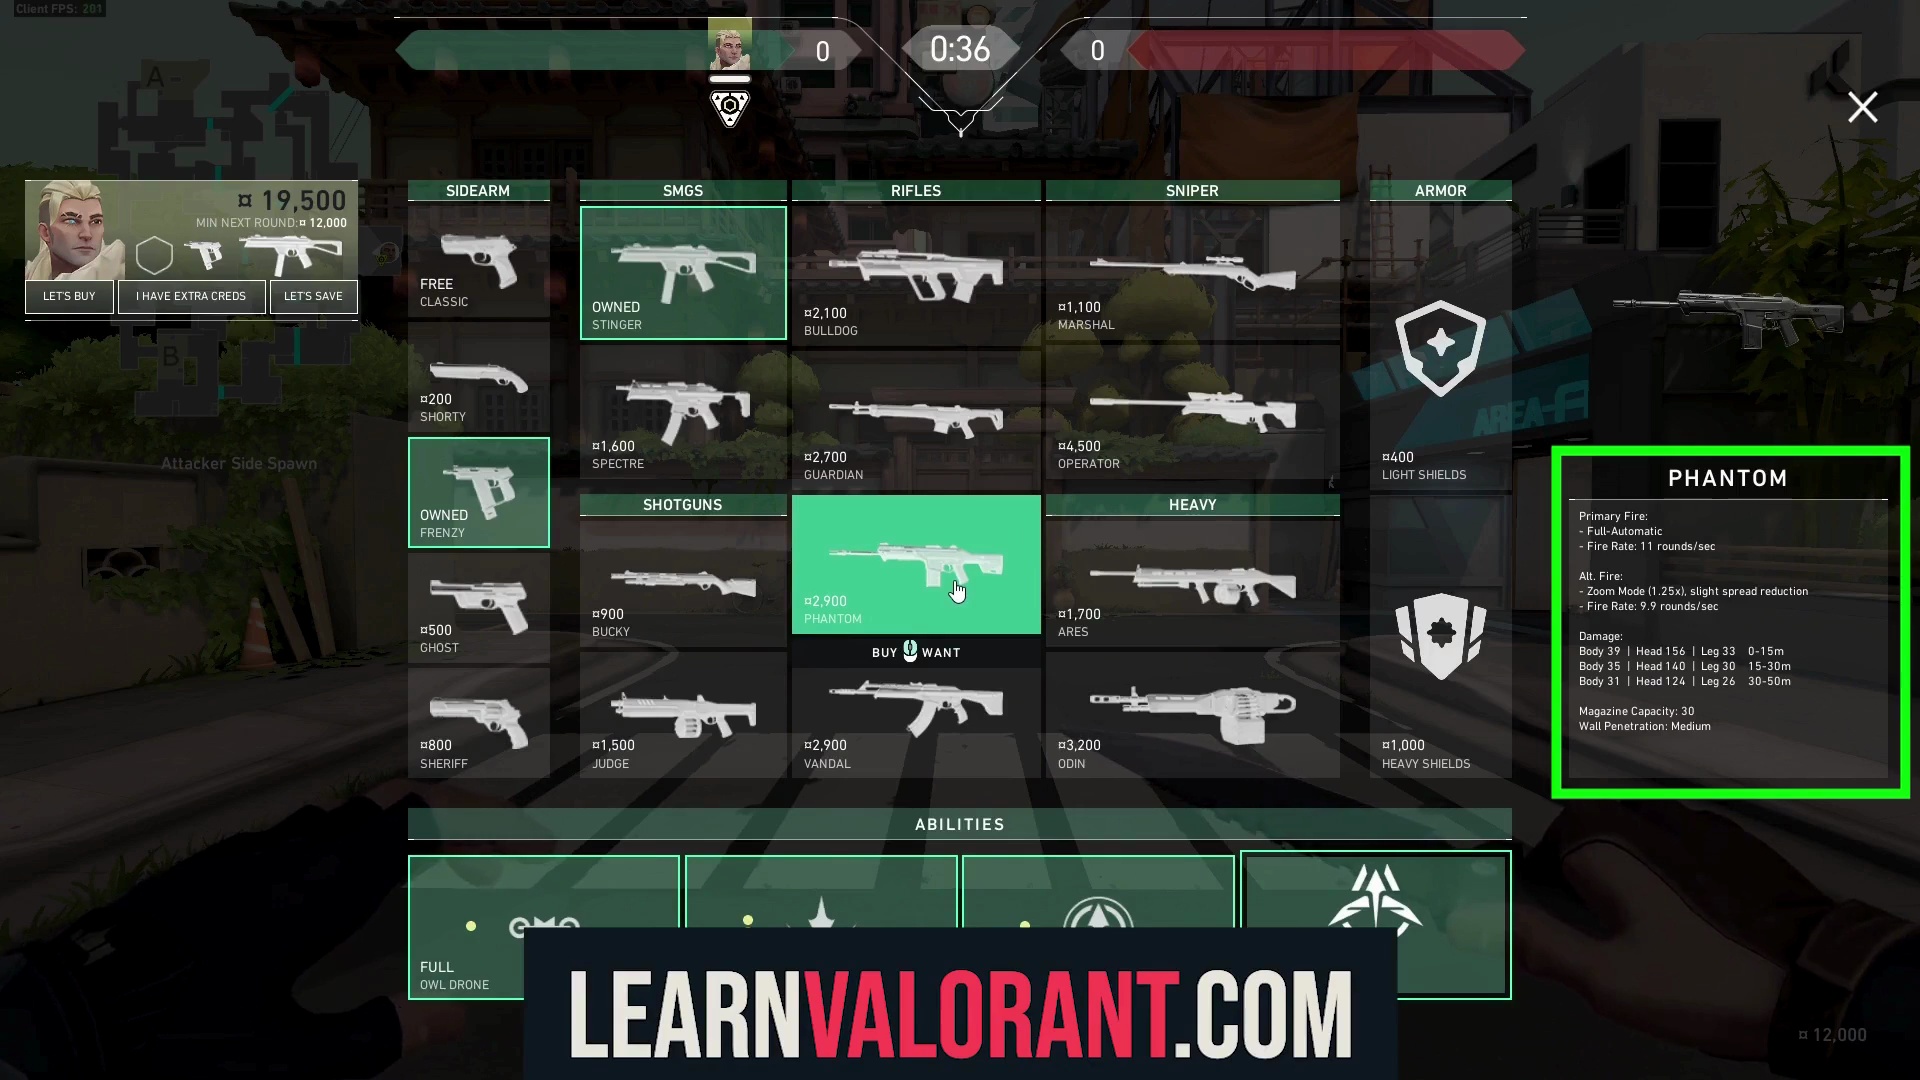 Client FPS: 201
0
0:36
0
A
B
Attacker Side Spawn
¤ 19,500
MIN NEXT ROUND: ¤ 12,000
LET'S BUY
I HAVE EXTRA CREDS
LET'S SAVE
SIDEARM
FREE
CLASSIC
¤200
SHORTY
OWNED
FRENZY
¤500
GHOST
¤800
SHERIFF
SMGS
OWNED
STINGER
¤1,600
SPECTRE
SHOTGUNS
¤900
BUCKY
¤1,500
JUDGE
RIFLES
¤2,100
BULLDOG
¤2,700
GUARDIAN
¤2,900
PHANTOM
BUY WANT
¤2,900
VANDAL
SNIPER
¤1,100
MARSHAL
¤4,500
OPERATOR
HEAVY
¤1,700
ARES
¤3,200
ODIN
ARMOR
¤400
LIGHT SHIELDS
¤1,000
HEAVY SHIELDS
AREA-A
PHANTOM
Primary Fire:
- Full-Automatic
- Fire Rate: 11 rounds/sec
Alt. Fire:
- Zoom Mode (1.25x), slight spread reduction
- Fire Rate: 9.9 rounds/sec
Damage:
Body 39 | Head 156 | Leg 33 0-15m
Body 35 | Head 140 | Leg 30 15-30m
Body 31 | Head 124 | Leg 26 30-50m
Magazine Capacity: 30
Wall Penetration: Medium
ABILITIES
FULL
OWL DRONE
LEARNVALORANT.COM
¤ 12,000